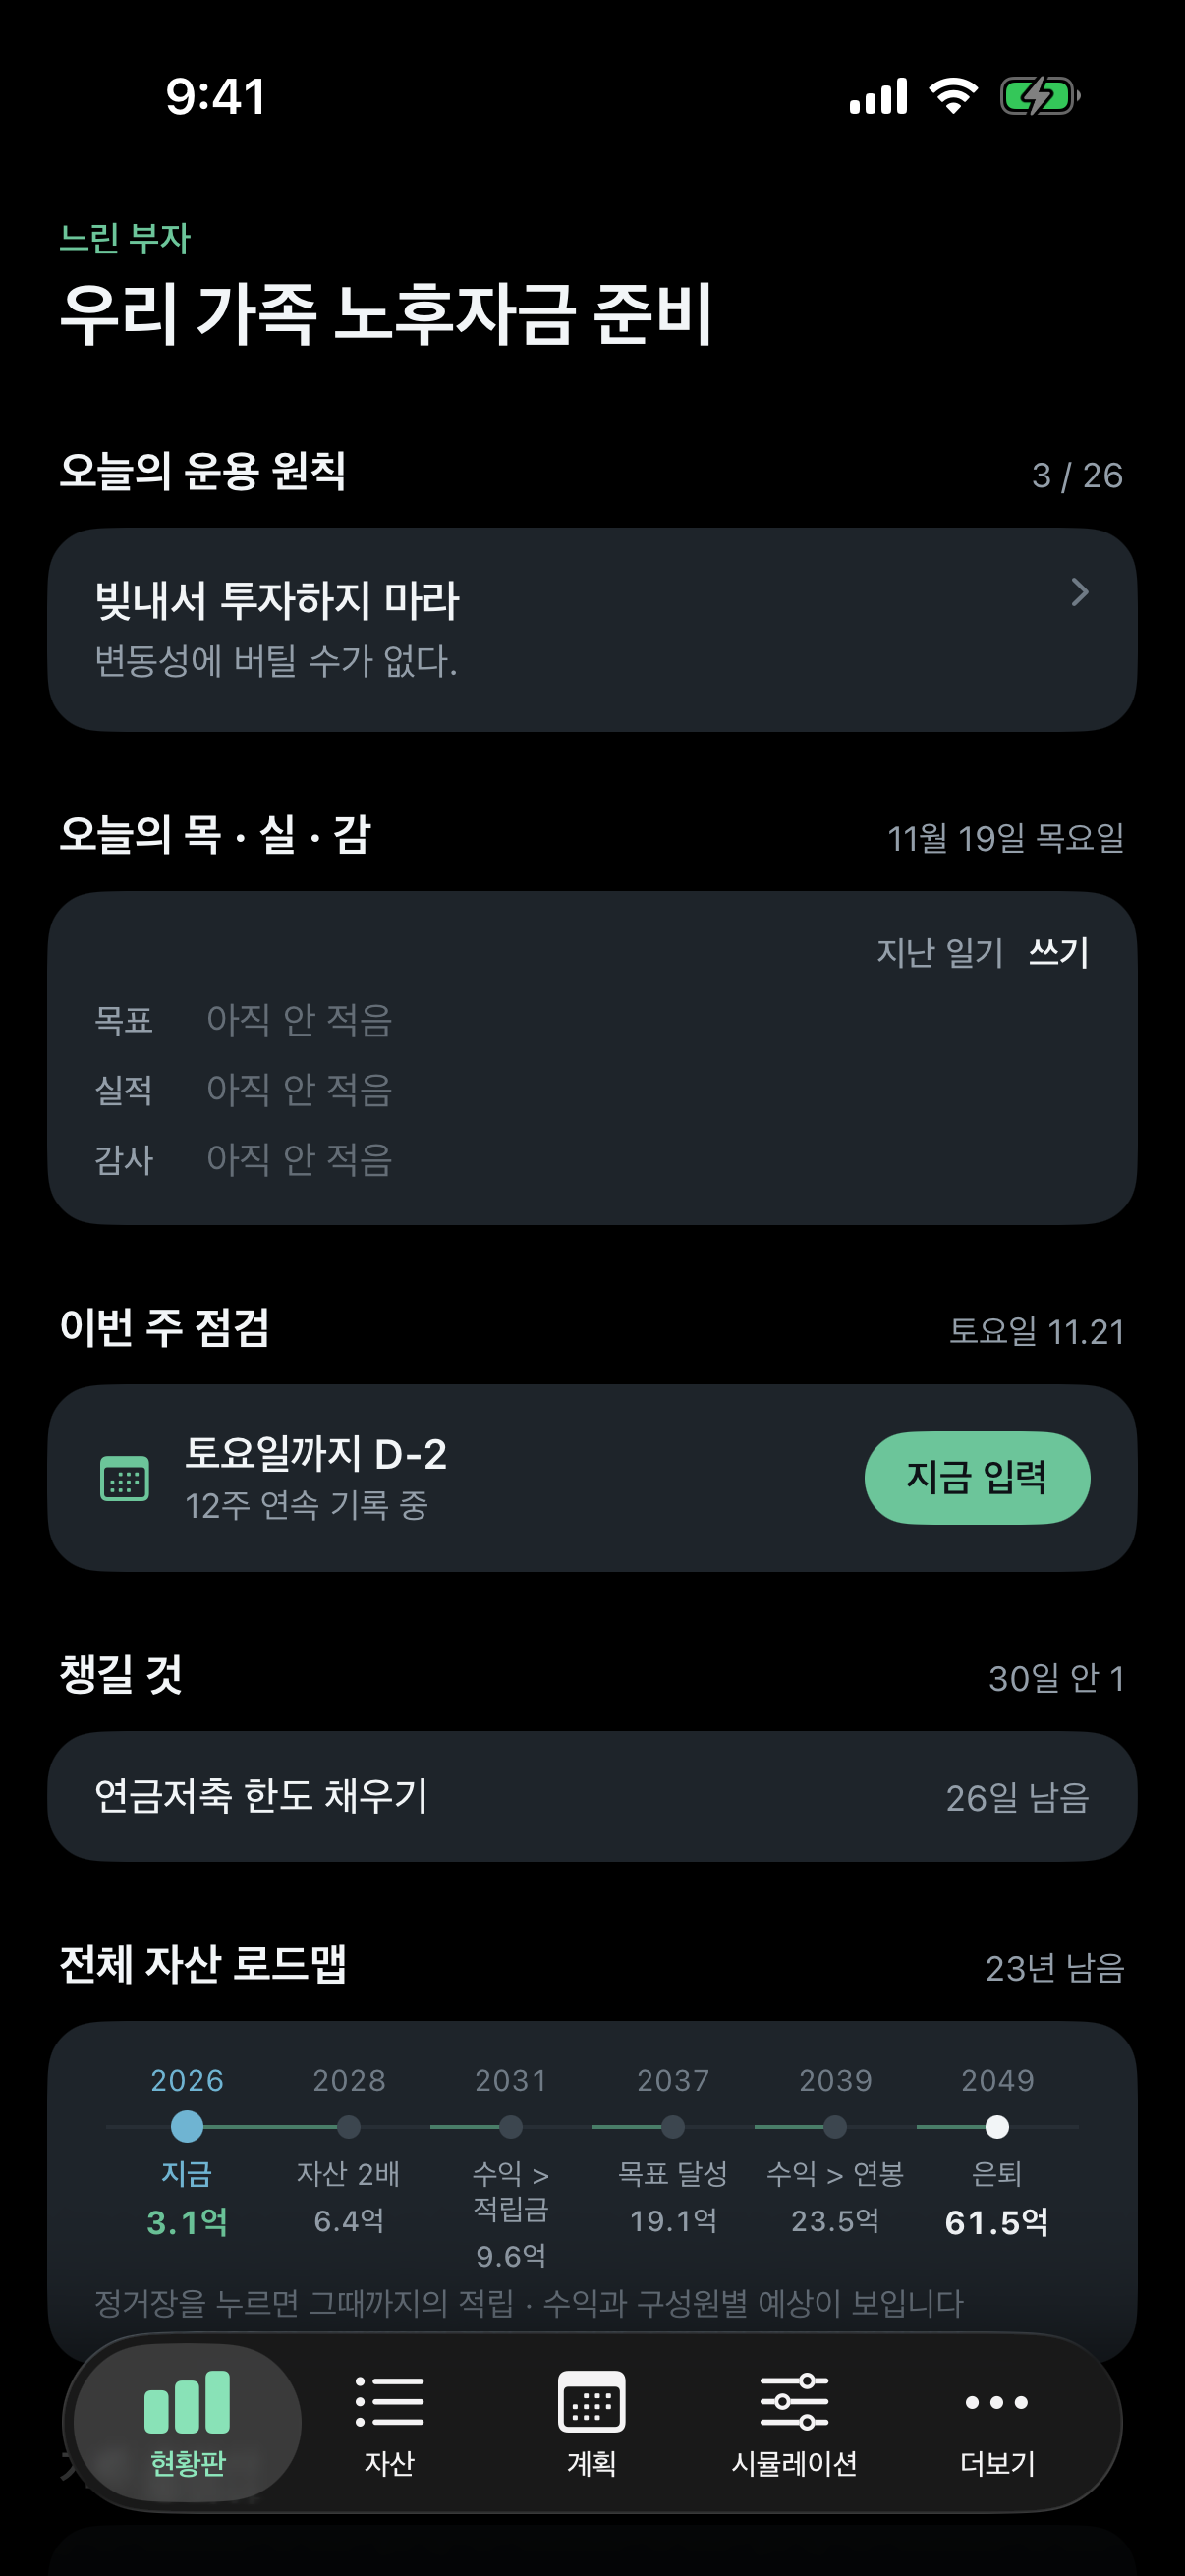 9:41
느린 부자
우리 가족 노후자금 준비
오늘의 운용 원칙
3 / 26
빚내서 투자하지 마라
변동성에 버틸 수가 없다.
오늘의 목 · 실 · 감
11월 19일 목요일
지난 일기 쓰기
목표 아직 안 적음
실적 아직 안 적음
감사 아직 안 적음
이번 주 점검
토요일 11.21
토요일까지 D-2
12주 연속 기록 중
지금 입력
챙길 것
30일 안 1
연금저축 한도 채우기
26일 남음
전체 자산 로드맵
23년 남음
2026 2028 2031 2037 2039 2049
지금 자산 2배 수익 > 목표 달성 수익 > 연봉 은퇴
적립금
3.1억 6.4억 19.1억 23.5억 61.5억
9.6억
정거장을 누르면 그때까지의 적립 · 수익과 구성원별 예상이 보입니다
현황판 자산 계획 시뮬레이션 더보기